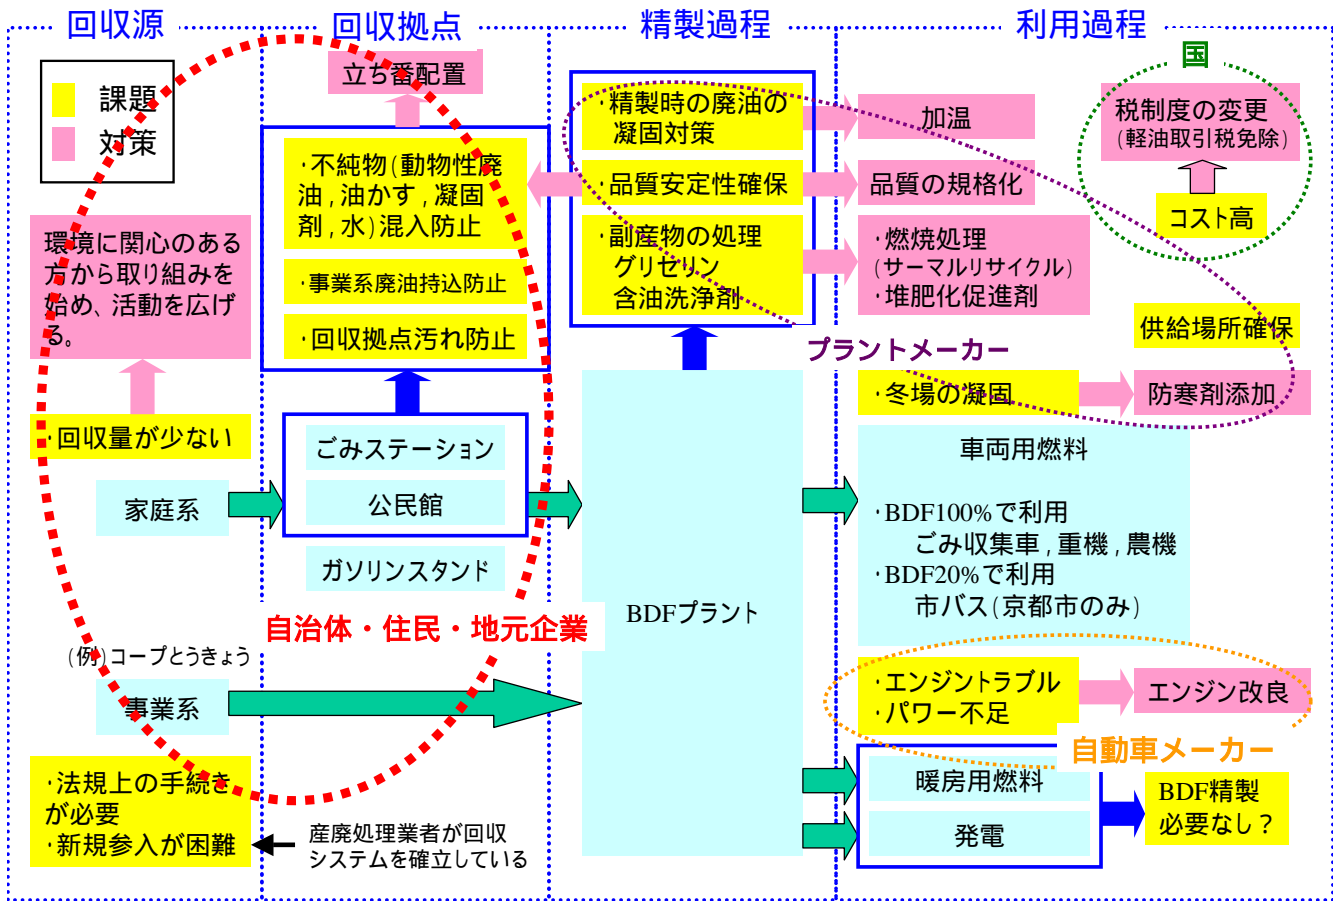 回収源
回収拠点
精製過程
利用過程
課題
対策
環境に関心のある
方から取り組みを
始め、活動を広げ
る。
・回収量が少ない
家庭系
(例)コープとうきょう
事業系
・法規上の手続き
が必要
・新規参入が困難
産廃処理業者が回収
システムを確立している
立ち番配置
・不純物(動物性廃
油,油かす,凝固
剤,水)混入防止
・事業系廃油持込防止
・回収拠点汚れ防止
ごみステーション
公民館
ガソリンスタンド
自治体・住民・地元企業
・精製時の廃油の
凝固対策
・品質安定性確保
・副産物の処理
グリセリン
含油洗浄剤
BDFプラント
プラントメーカー
加温
品質の規格化
・燃焼処理
(サーマルリサイクル)
・堆肥化促進剤
国
税制度の変更
(軽油取引税免除)
コスト高
供給場所確保
・冬場の凝固
防寒剤添加
車両用燃料
・BDF100%で利用
ごみ収集車,重機,農機
・BDF20%で利用
市バス(京都市のみ)
・エンジントラブル
・パワー不足
エンジン改良
自動車メーカー
暖房用燃料
発電
BDF精製
必要なし?